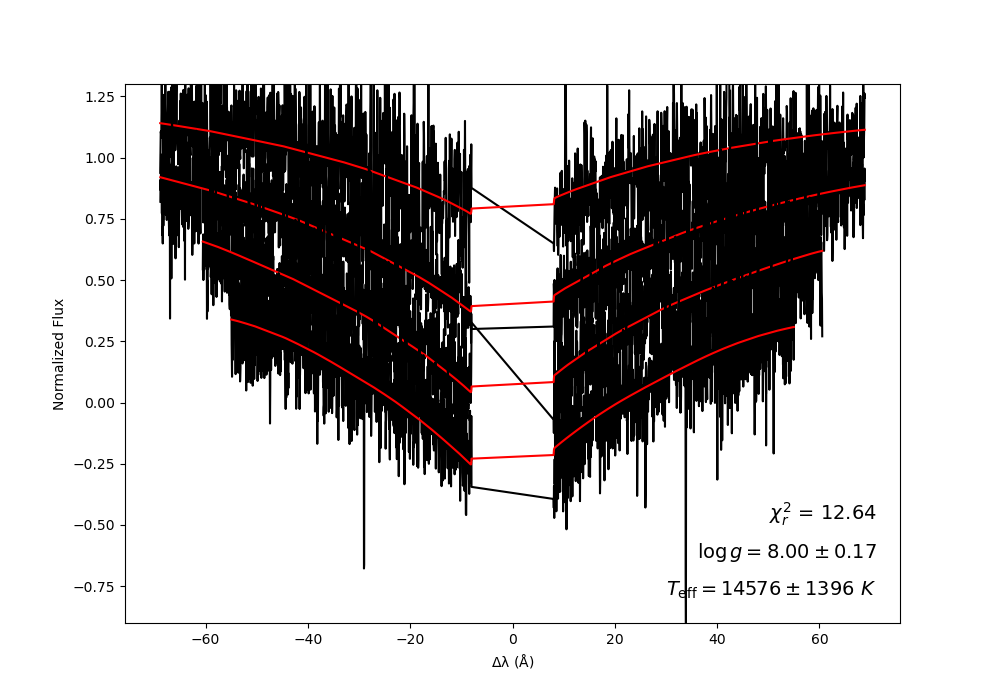 Normalized Flux
1.25
1.00
0.75
0.50
0.25
0.00
−0.25
−0.50
−0.75
χ²ᵣ = 12.64
log g = 8.00 ± 0.17
T_eff = 14576 ± 1396 K
−60 −40 −20 0 20 40 60
Δλ (Å)